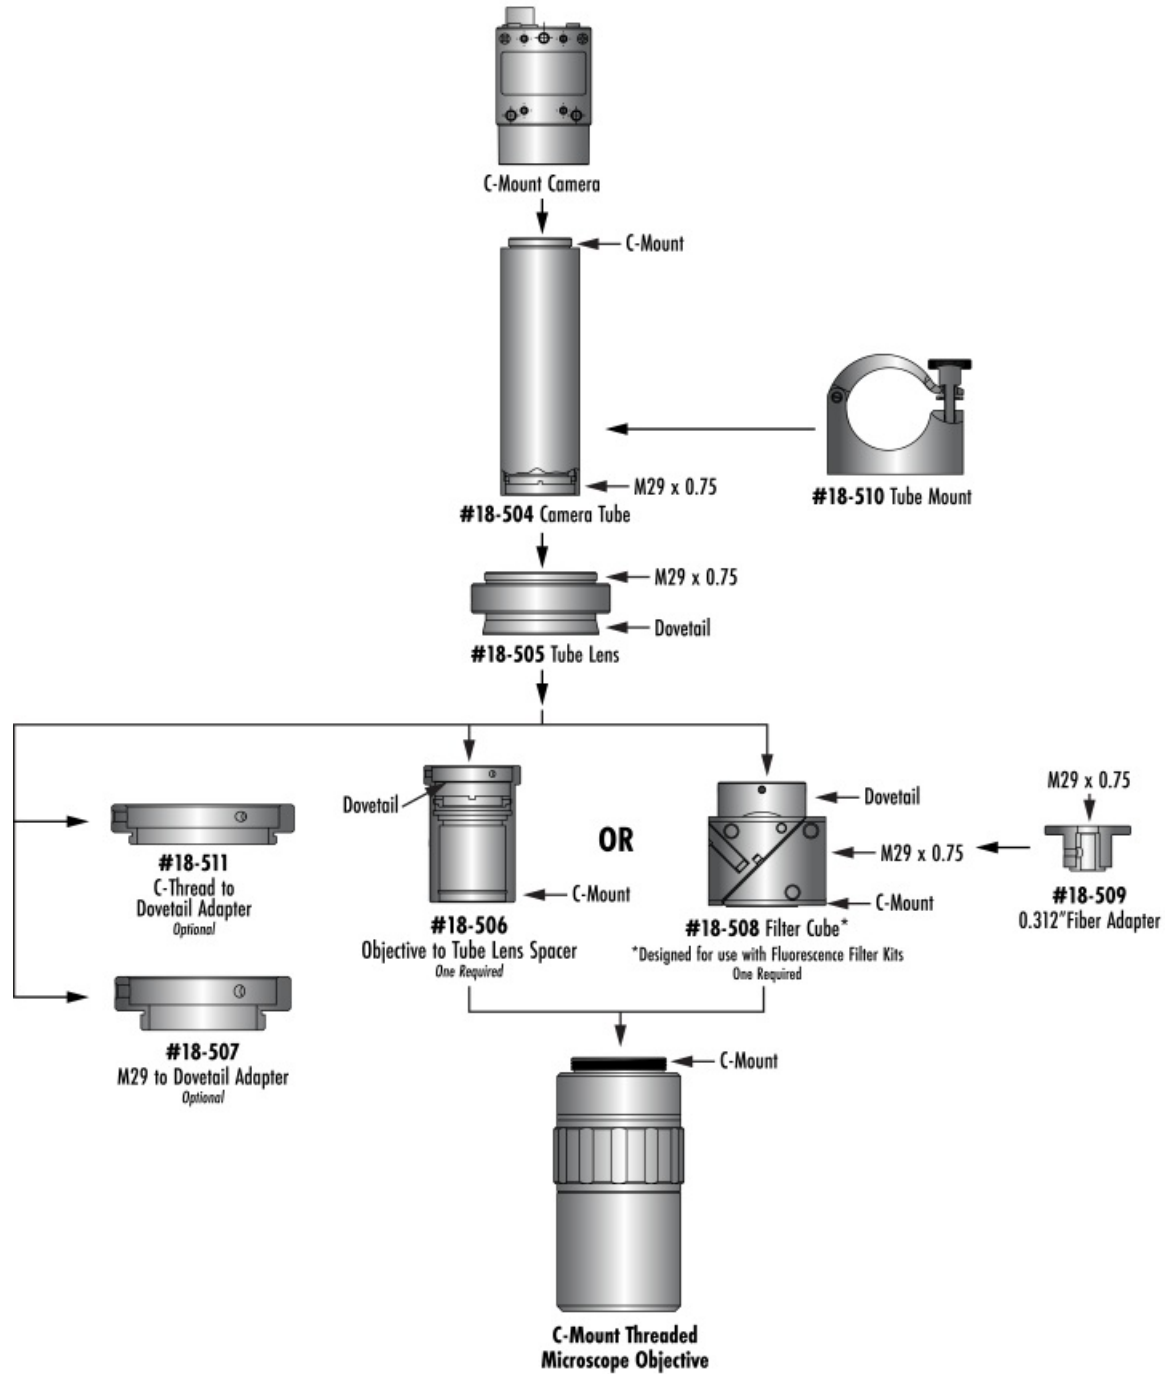 C-Mount Camera
C-Mount
M29 x 0.75
#18-504 Camera Tube
#18-510 Tube Mount
M29 x 0.75
Dovetail
#18-505 Tube Lens
#18-511
C-Thread to
Dovetail Adapter
Optional
#18-507
M29 to Dovetail Adapter
Optional
Dovetail
C-Mount
#18-506
Objective to Tube Lens Spacer
One Required
OR
Dovetail
M29 x 0.75
C-Mount
#18-508 Filter Cube*
*Designed for use with Fluorescence Filter Kits
One Required
M29 x 0.75
#18-509
0.312"Fiber Adapter
C-Mount
C-Mount Threaded
Microscope Objective